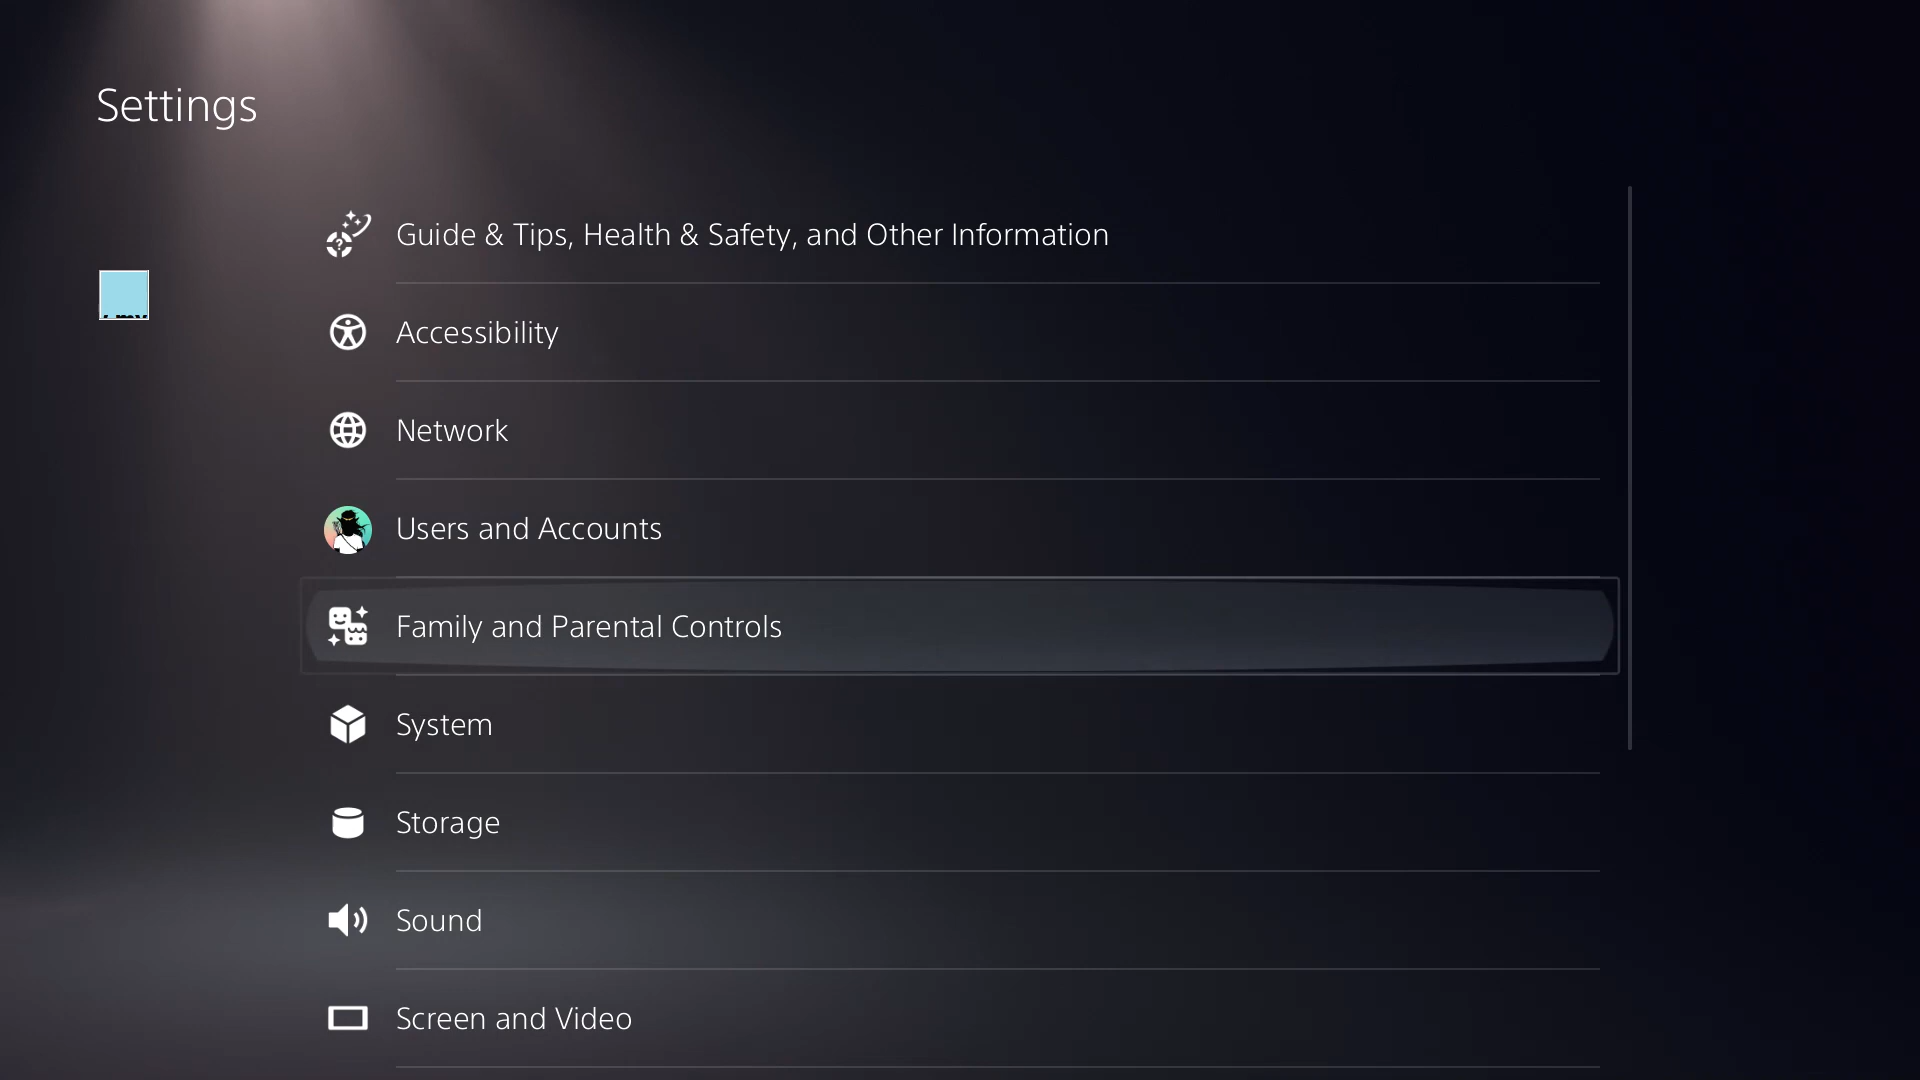 Settings
Guide & Tips, Health & Safety, and Other Information
Accessibility
Network
Users and Accounts
Family and Parental Controls
System
Storage
Sound
Screen and Video